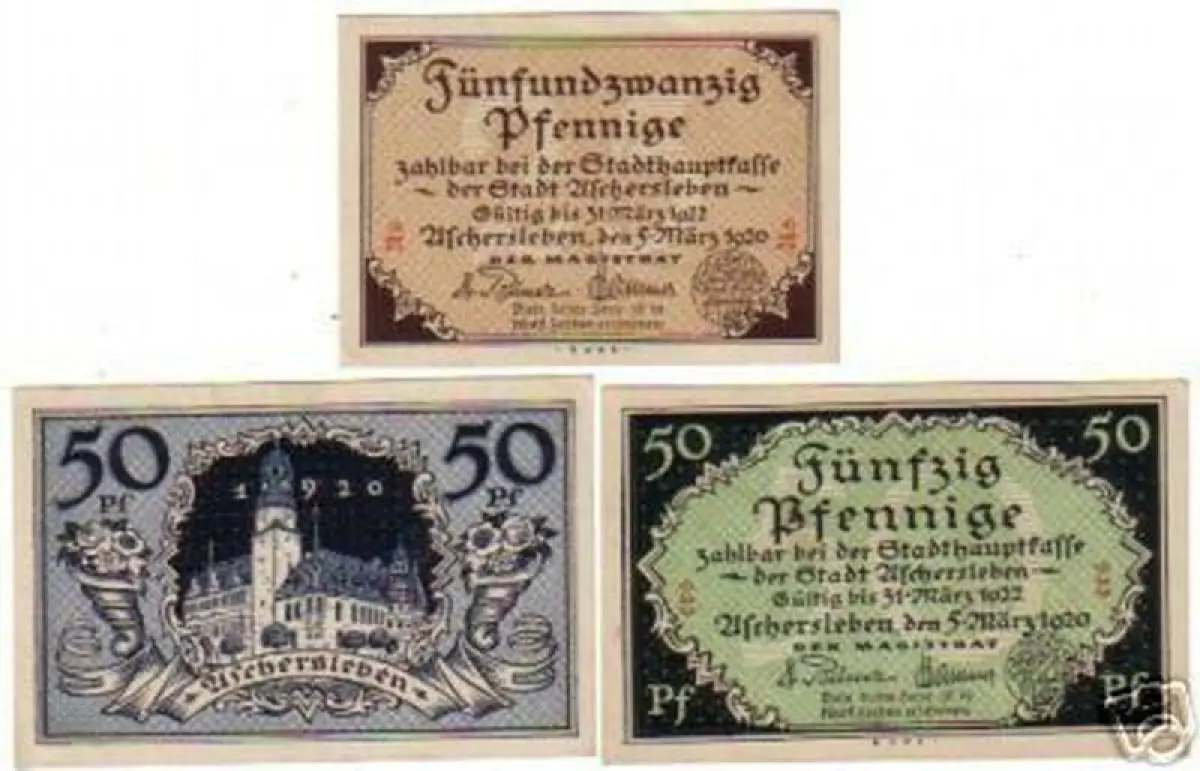 Fünfundzwanzig
Pfennige
zahlbar bei der Stadthauptkasse
der Stadt Aschersleben
Gültig bis 31. März 1922
Aschersleben, den 5. März 1920
DER MAGISTRAT
50 50
Pf Pf
1920
Aschersleben
50 50
Fünfzig
Pfennige
zahlbar bei der Stadthauptkasse
der Stadt Aschersleben
Gültig bis 31. März 1922
Aschersleben, den 5. März 1920
DER MAGISTRAT
Pf Pf